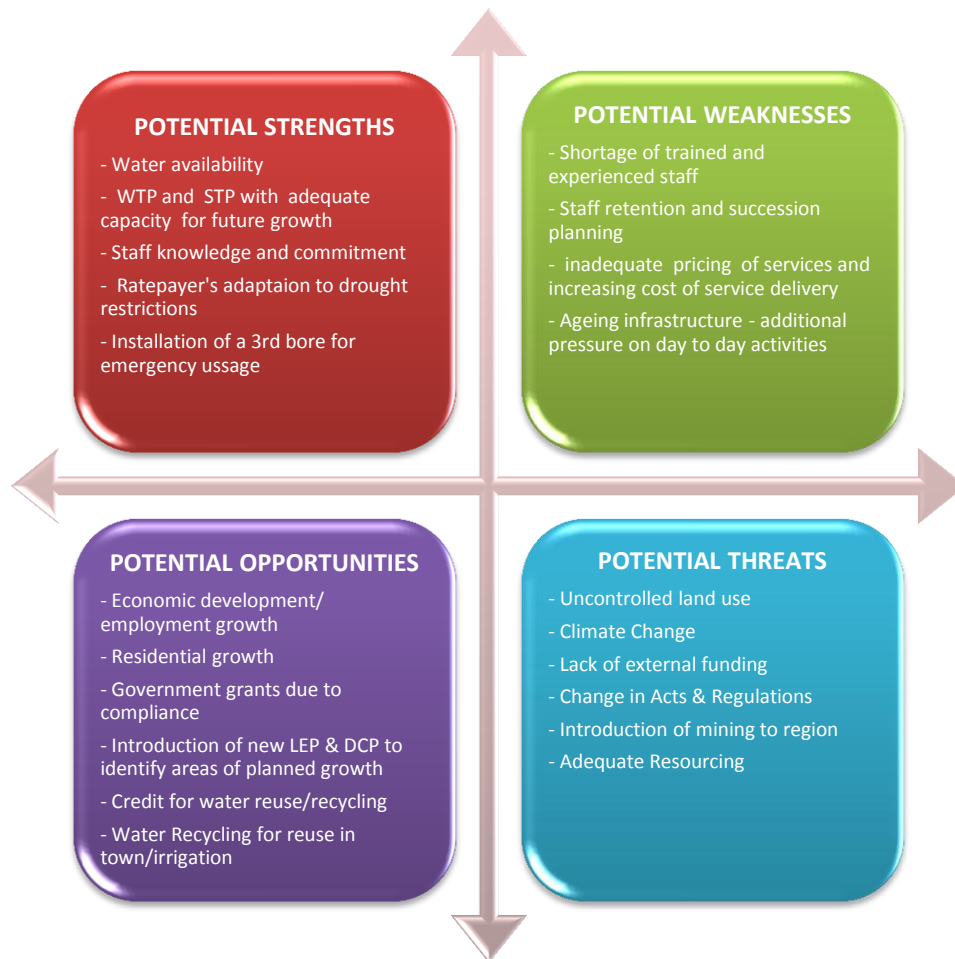 POTENTIAL STRENGTHS
- Water availability
- WTP and STP with adequate
capacity for future growth
- Staff knowledge and commitment
- Ratepayer's adaptaion to drought
restrictions
- Installation of a 3rd bore for
emergency ussage
POTENTIAL WEAKNESSES
- Shortage of trained and
experienced staff
- Staff retention and succession
planning
- inadequate pricing of services and
increasing cost of service delivery
- Ageing infrastructure - additional
pressure on day to day activities
POTENTIAL OPPORTUNITIES
- Economic development/
employment growth
- Residential growth
- Government grants due to
compliance
- Introduction of new LEP & DCP to
identify areas of planned growth
- Credit for water reuse/recycling
- Water Recycling for reuse in
town/irrigation
POTENTIAL THREATS
- Uncontrolled land use
- Climate Change
- Lack of external funding
- Change in Acts & Regulations
- Introduction of mining to region
- Adequate Resourcing